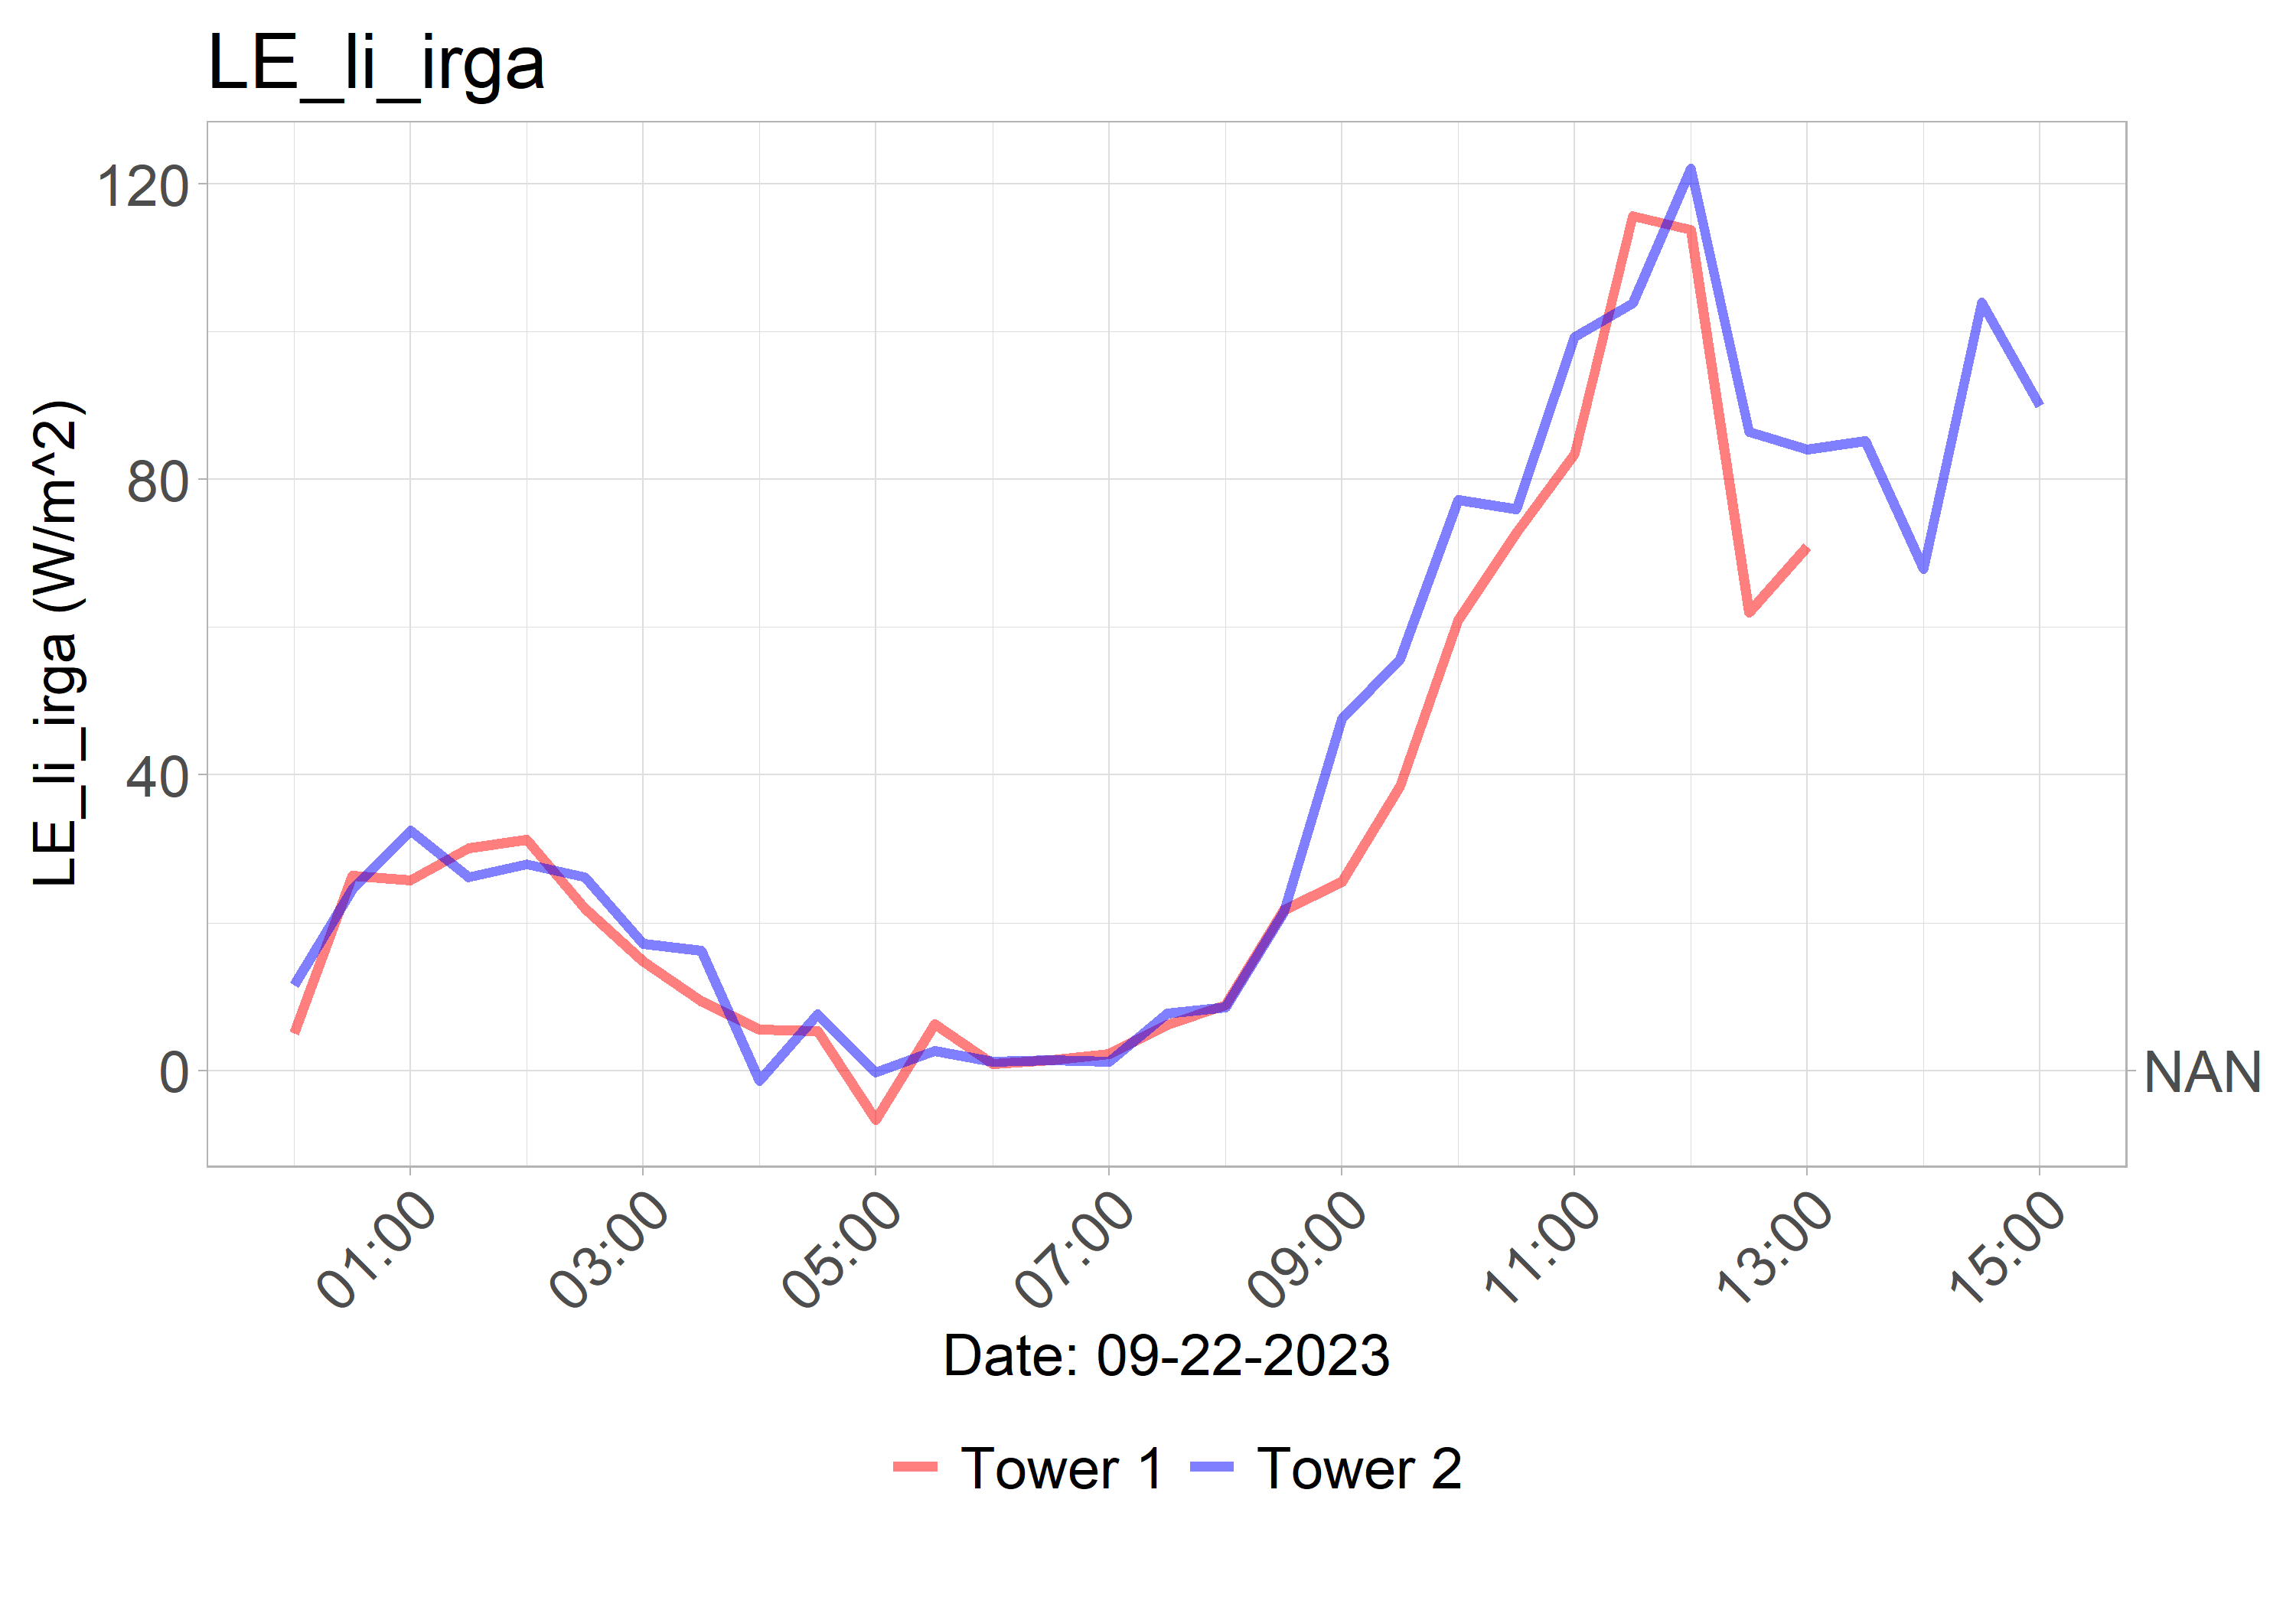 LE_li_irga
LE_li_irga (W/m^2)
120
80
40
0
NAN
01:00 03:00 05:00 07:00 09:00 11:00 13:00 15:00
Date: 09-22-2023
Tower 1 Tower 2